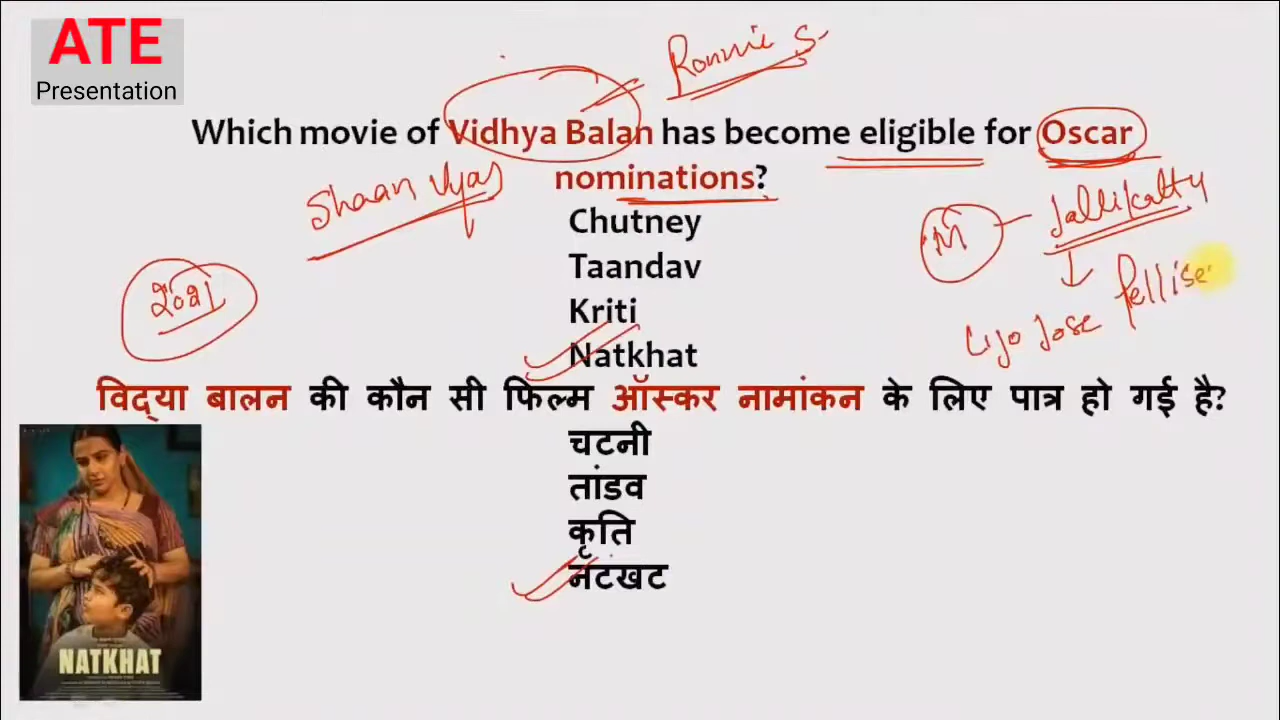 ATE
Presentation
Ronnie S.
Which movie of Vidhya Balan has become eligible for Oscar
nominations?
Shaan Vyas
Jallikattu
M
Chutney
Taandav
2021
Kriti
Lijo Jose Pellise
Natkhat
विद्या बालन की कौन सी फिल्म ऑस्कर नामांकन के लिए पात्र हो गई है?
चटनी
तांडव
कृति
नटखट
NATKHAT